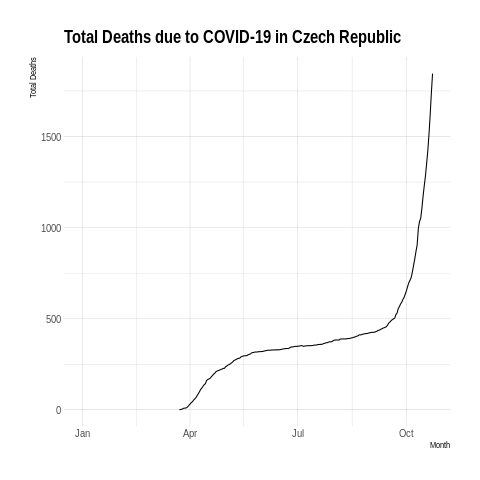 Total Deaths due to COVID-19 in Czech Republic
Total Deaths
1500
1000
500
0
Jan Apr Jul Oct
Month